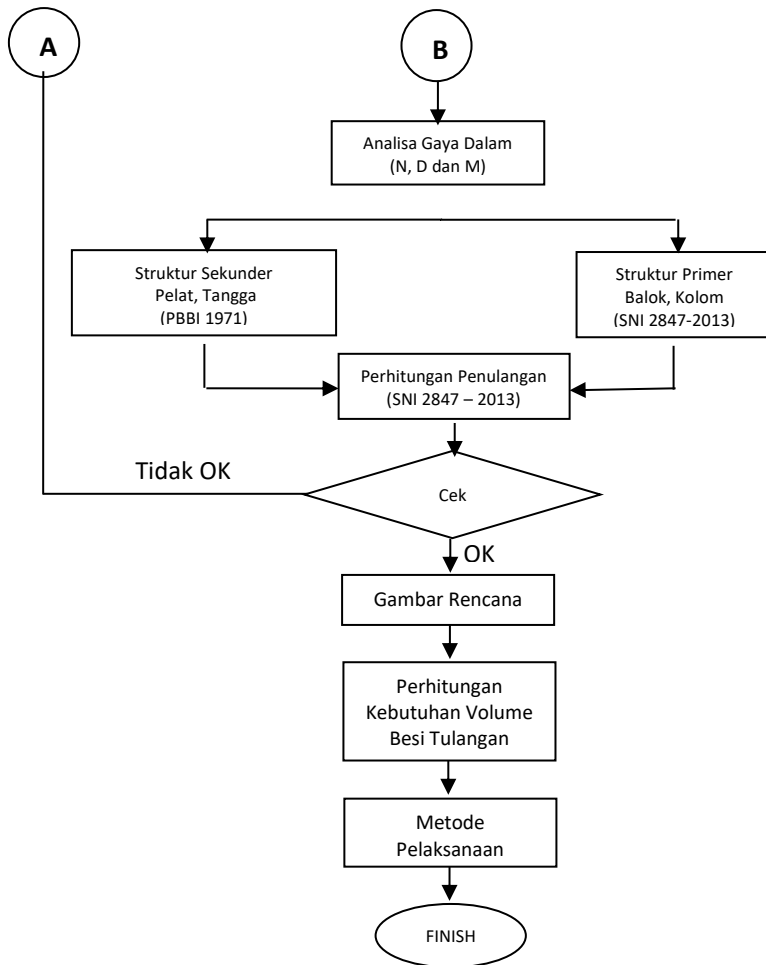 A
B
Analisa Gaya Dalam
(N, D dan M)
Struktur Sekunder
Pelat, Tangga
(PBBI 1971)
Struktur Primer
Balok, Kolom
(SNI 2847-2013)
Perhitungan Penulangan
(SNI 2847 – 2013)
Tidak OK
Cek
OK
Gambar Rencana
Perhitungan
Kebutuhan Volume
Besi Tulangan
Metode
Pelaksanaan
FINISH